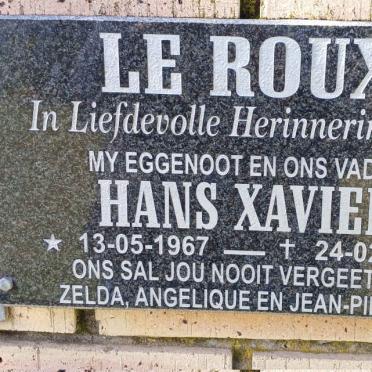 LE ROUX
In Liefdevolle Herinnerin
MY EGGENOOT EN ONS VAD
HANS XAVIE
★ 13-05-1967 — ✝ 24-0
ONS SAL JOU NOOIT VERGEET
ZELDA, ANGELIQUE EN JEAN-PI